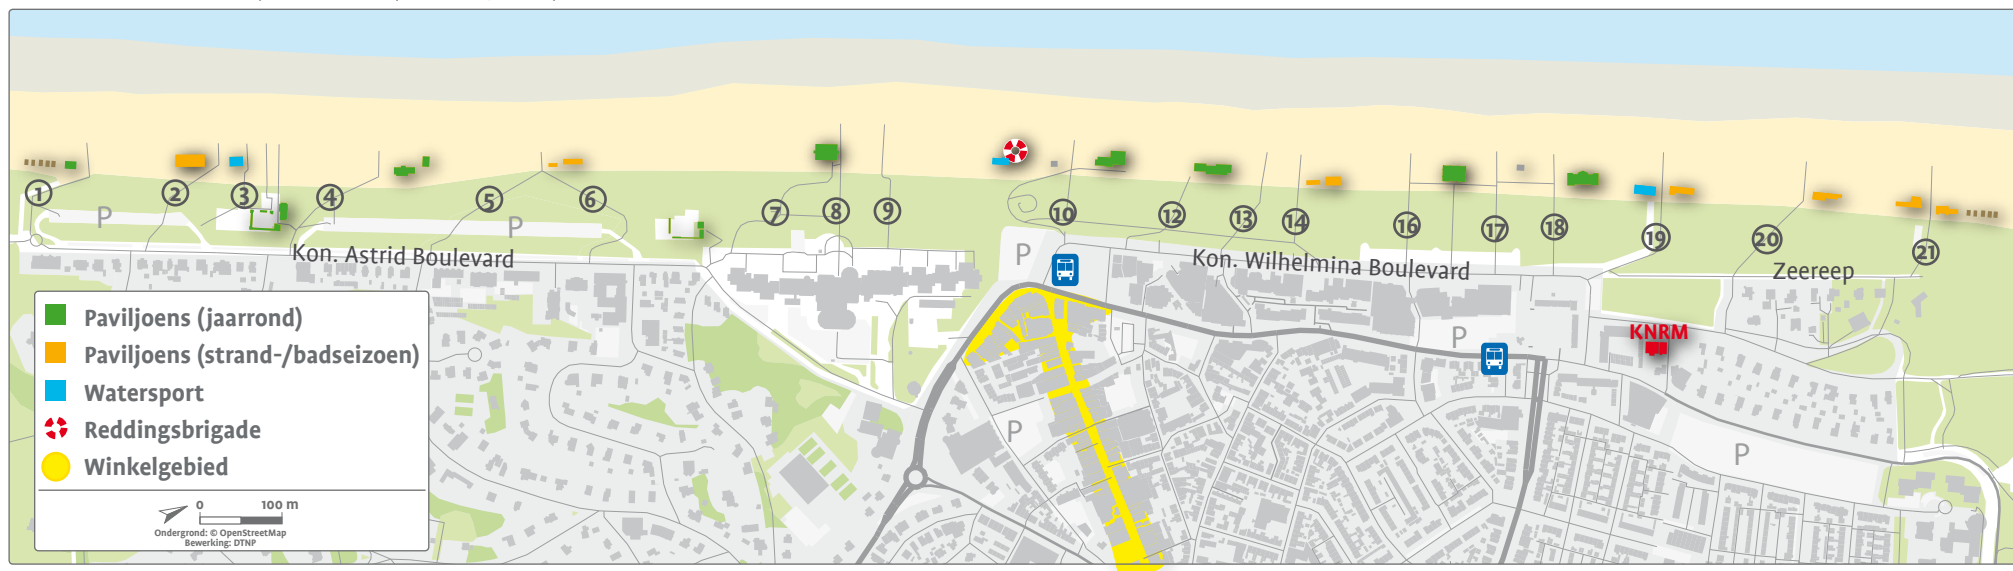 1
2
3
4
5
6
7
8
9
10
12
13
14
16
17
18
19
20
21
P
P
P
P
P
P
Kon. Astrid Boulevard
Kon. Wilhelmina Boulevard
Zeereep
KNRM
Paviljoens (jaarrond)
Paviljoens (strand-/badseizoen)
Watersport
Reddingsbrigade
Winkelgebied
0 100 m
Ondergrond: © OpenStreetMap
Bewerking: DTNP